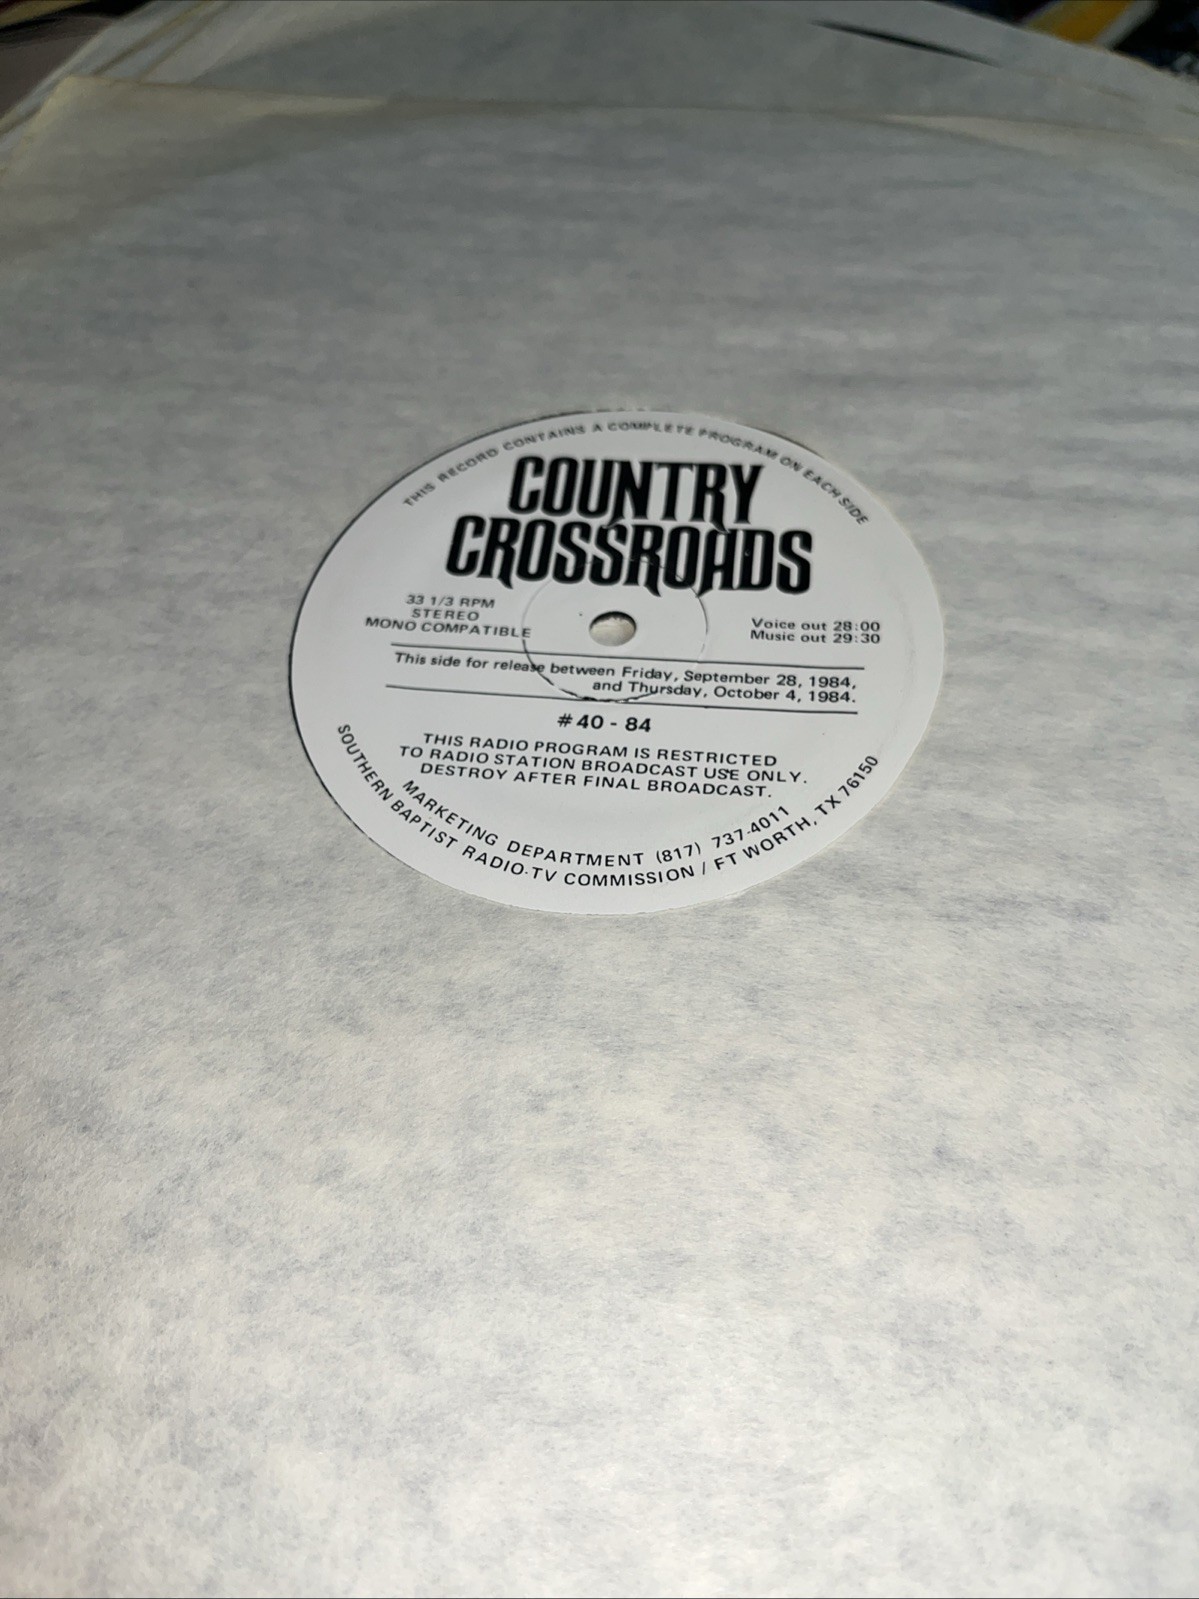 THIS RECORD CONTAINS A COMPLETE PROGRAM ON EACH SIDE
COUNTRY
CROSSROADS
33 1/3 RPM
STEREO
MONO COMPATIBLE
Voice out 28:00
Music out 29:30
This side for release between Friday, September 28, 1984,
and Thursday, October 4, 1984.
#40 - 84
THIS RADIO PROGRAM IS RESTRICTED
TO RADIO STATION BROADCAST USE ONLY.
DESTROY AFTER FINAL BROADCAST.
MARKETING DEPARTMENT (817) 737-4011
SOUTHERN BAPTIST RADIO-TV COMMISSION / FT WORTH, TX 76150